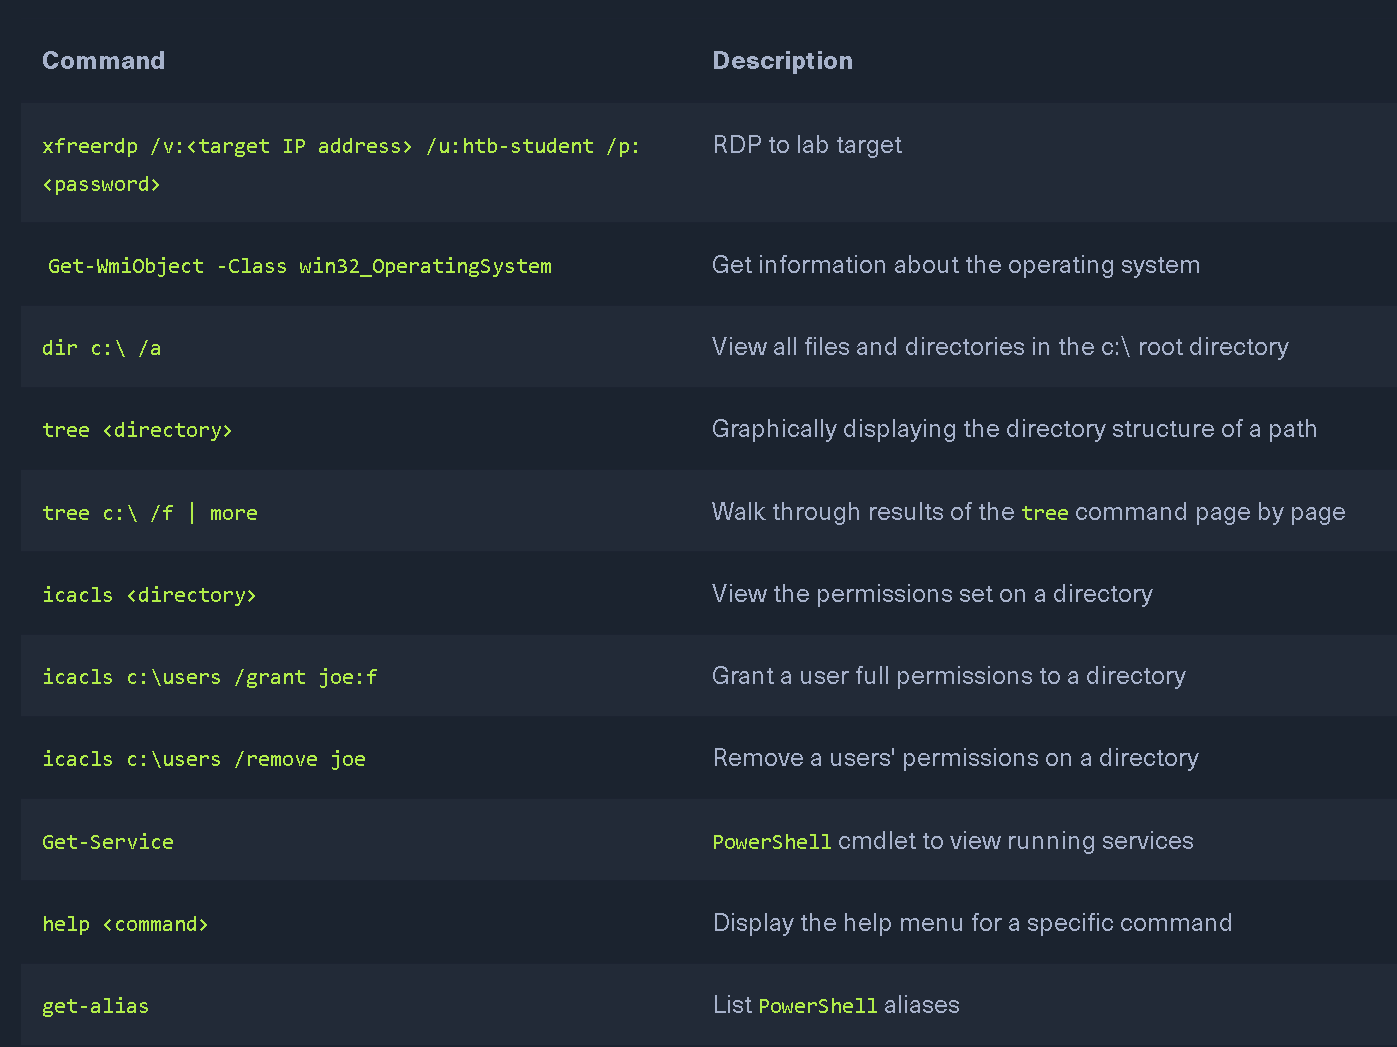 Command Description
xfreerdp /v:<target IP address> /u:htb-student /p: RDP to lab target
<password>
Get-WmiObject -Class win32_OperatingSystem Get information about the operating system
dir c:\ /a View all files and directories in the c:\ root directory
tree <directory> Graphically displaying the directory structure of a path
tree c:\ /f | more Walk through results of the tree command page by page
icacls <directory> View the permissions set on a directory
icacls c:\users /grant joe:f Grant a user full permissions to a directory
icacls c:\users /remove joe Remove a users' permissions on a directory
Get-Service PowerShell cmdlet to view running services
help <command> Display the help menu for a specific command
get-alias List PowerShell aliases